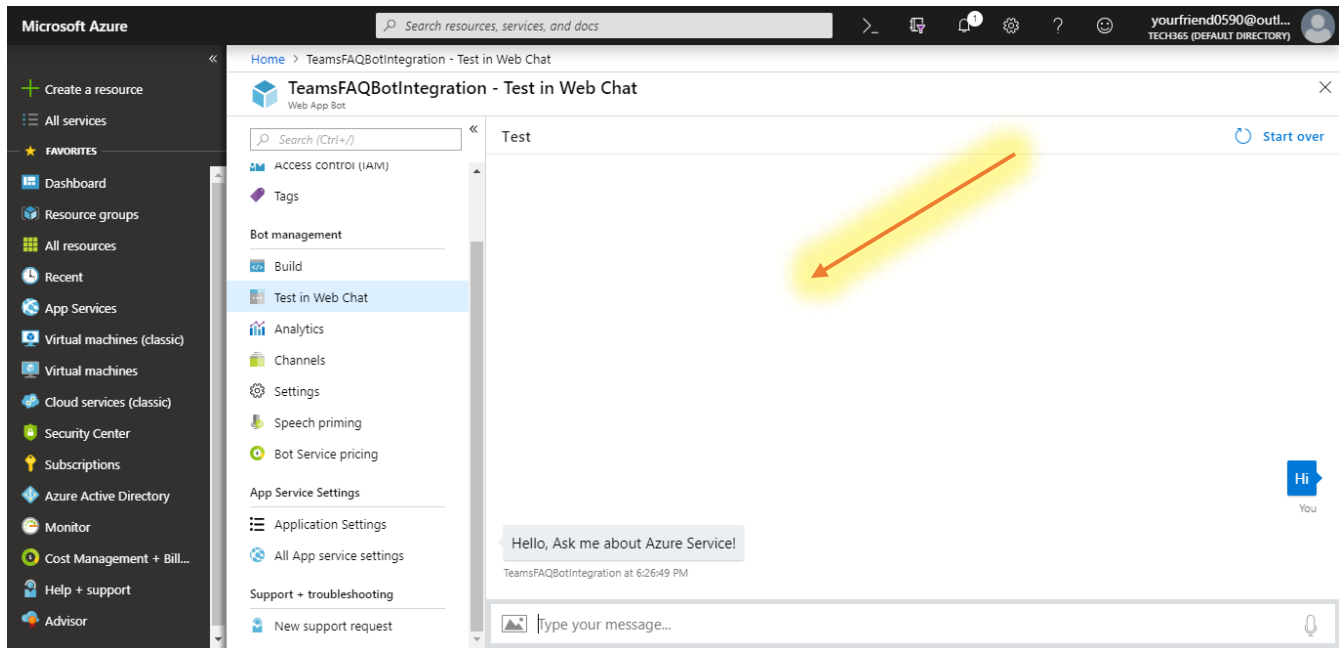 Microsoft Azure
Search resources, services, and docs
1
yourfriend0590@outl...
TECH365 (DEFAULT DIRECTORY)
Create a resource
All services
FAVORITES
Dashboard
Resource groups
All resources
Recent
App Services
Virtual machines (classic)
Virtual machines
Cloud services (classic)
Security Center
Subscriptions
Azure Active Directory
Monitor
Cost Management + Bill...
Help + support
Advisor
Home > TeamsFAQBotIntegration - Test in Web Chat
TeamsFAQBotIntegration - Test in Web Chat
Web App Bot
Search (Ctrl+/)
Access control (IAM)
Tags
Bot management
Build
Test in Web Chat
Analytics
Channels
Settings
Speech priming
Bot Service pricing
App Service Settings
Application Settings
All App service settings
Support + troubleshooting
New support request
Test
Start over
Hi
You
Hello, Ask me about Azure Service!
TeamsFAQBotIntegration at 6:26:49 PM
Type your message...